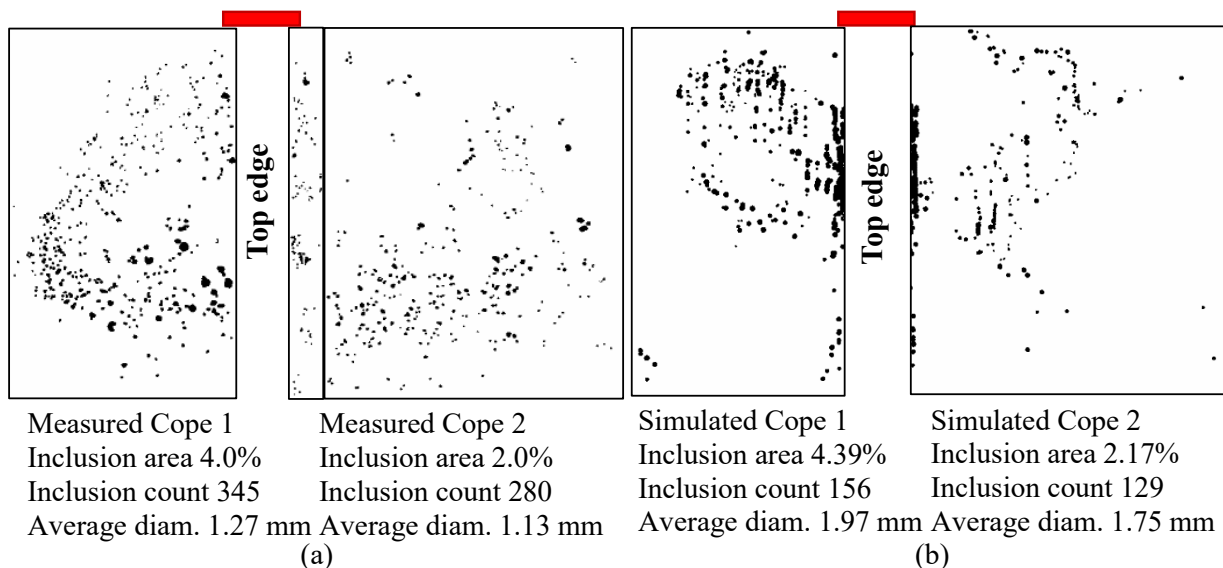 Top edge
Top edge
Measured Cope 1
Inclusion area 4.0%
Inclusion count 345
Average diam. 1.27 mm
Measured Cope 2
Inclusion area 2.0%
Inclusion count 280
Average diam. 1.13 mm
(a)
Simulated Cope 1
Inclusion area 4.39%
Inclusion count 156
Average diam. 1.97 mm
Simulated Cope 2
Inclusion area 2.17%
Inclusion count 129
Average diam. 1.75 mm
(b)